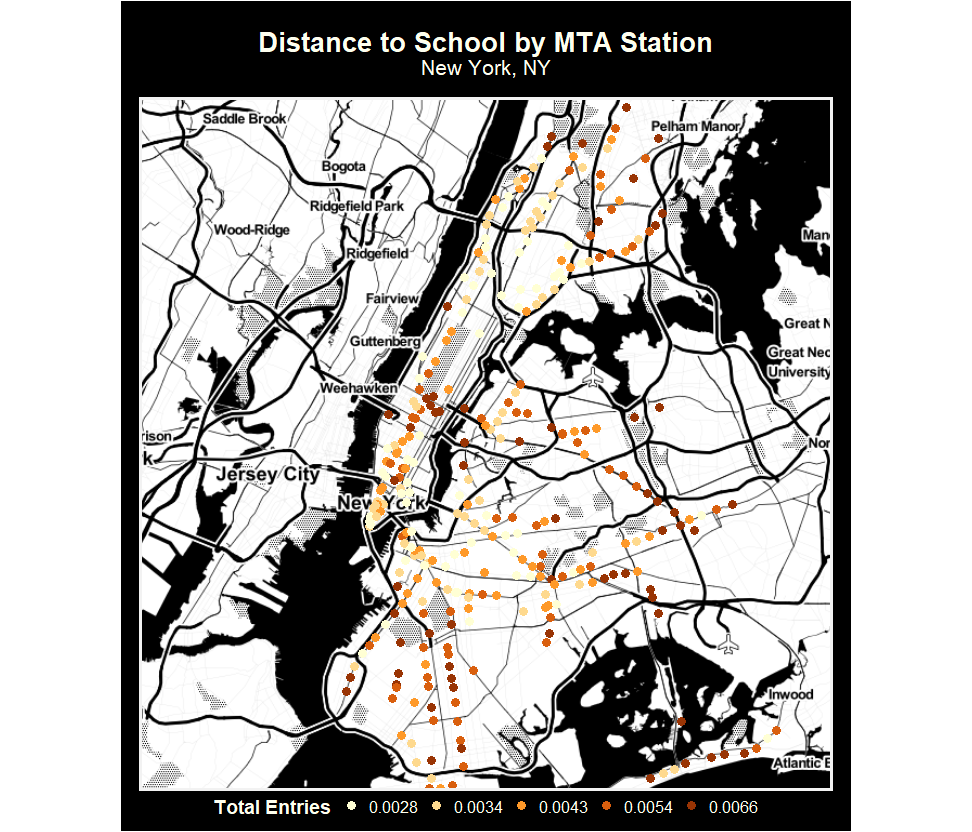 Distance to School by MTA Station
New York, NY
Saddle Brook
Pelham Manor
Bogota
Ridgefield Park
Wood-Ridge
Man
Ridgefield
Fairview
Great N
Guttenberg
Great Nec
University
Weehawken
rison
Nor
k
Jersey City
New York
Inwood
Atlantic B
Total Entries 0.0028 0.0034 0.0043 0.0054 0.0066